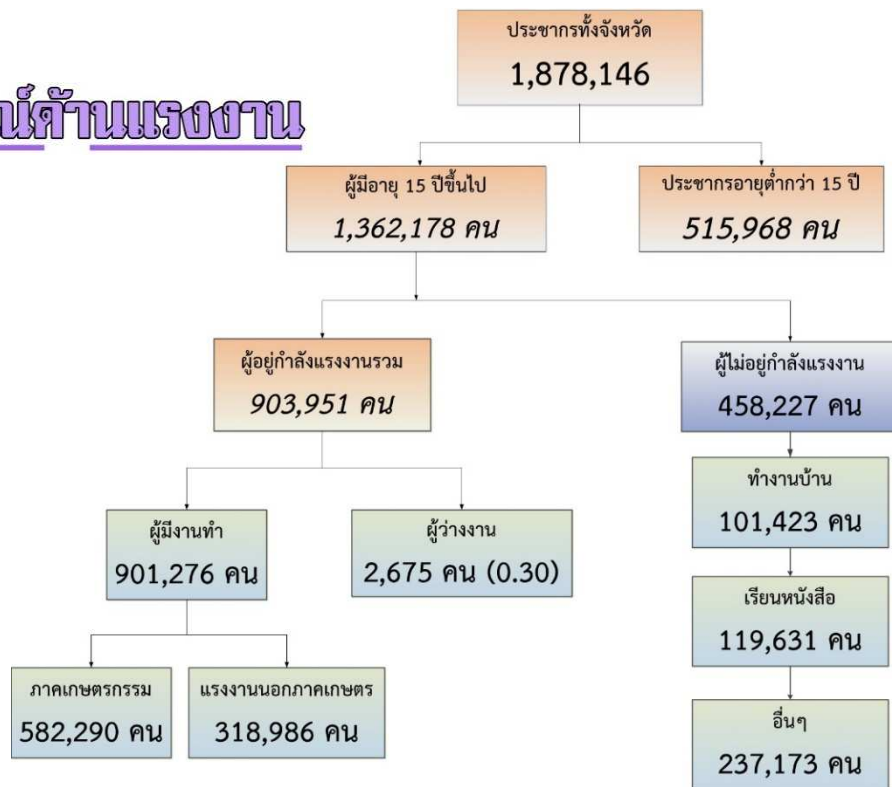 ประชากรทั้งจังหวัด
1,878,146
ด้านแรงงาน
ผู้มีอายุ 15 ปีขึ้นไป
1,362,178 คน
ประชากรอายุต่ำกว่า 15 ปี
515,968 คน
ผู้อยู่กำลังแรงงานรวม
903,951 คน
ผู้ไม่อยู่กำลังแรงงาน
458,227 คน
ทำงานบ้าน
101,423 คน
ผู้มีงานทำ
901,276 คน
ผู้ว่างงาน
2,675 คน (0.30)
เรียนหนังสือ
119,631 คน
ภาคเกษตรกรรม
582,290 คน
แรงงานนอกภาคเกษตร
318,986 คน
อื่นๆ
237,173 คน